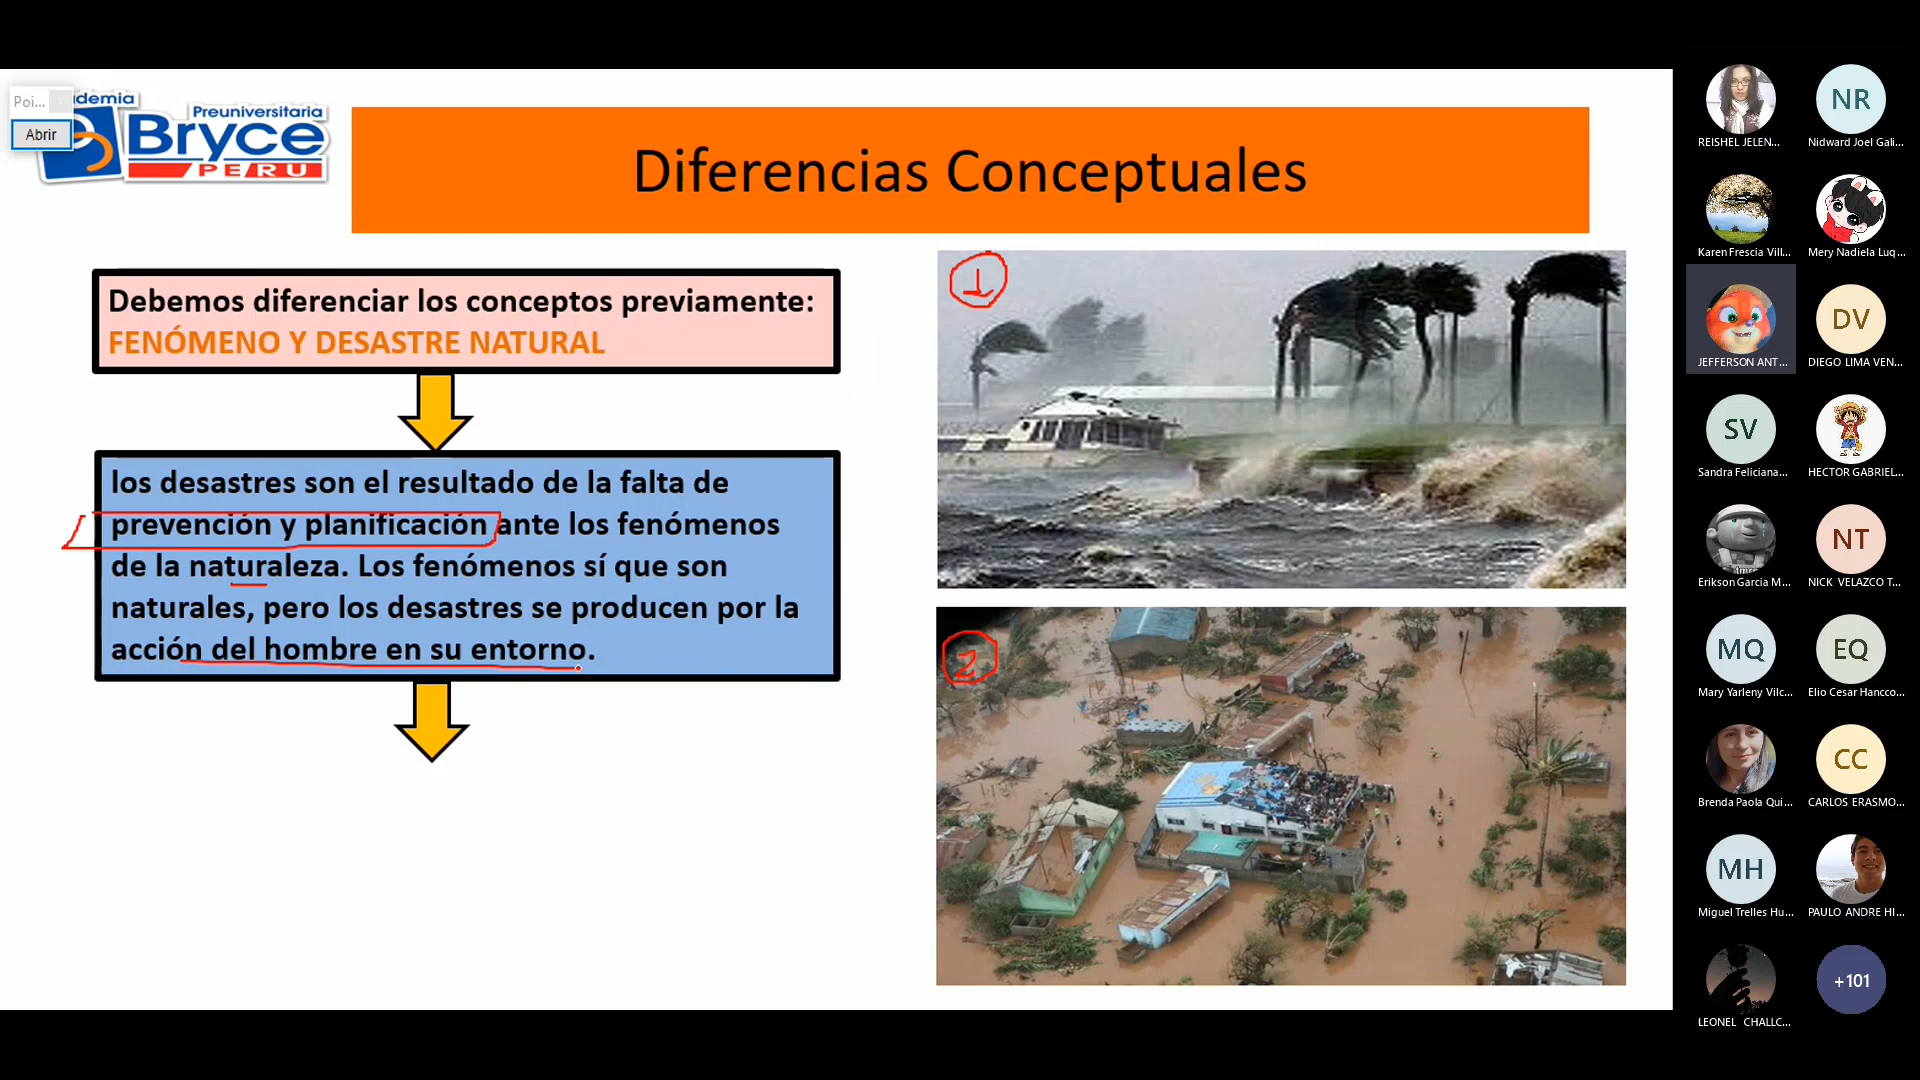 Poi...
Abrir
Preuniversitaria
Bryce
PERU
Diferencias Conceptuales
Debemos diferenciar los conceptos previamente:
FENÓMENO Y DESASTRE NATURAL
los desastres son el resultado de la falta de
prevención y planificación ante los fenómenos
de la naturaleza. Los fenómenos sí que son
naturales, pero los desastres se producen por la
acción del hombre en su entorno.
1
2
REISHEL JELEN...
NR
Nidward Joel Gali...
Karen Frescia Vill...
Mery Nadiela Luq...
JEFFERSON ANT...
DV
DIEGO LIMA VEN...
SV
Sandra Feliciana...
HECTOR GABRIEL...
Erikson Garcia M...
NT
NICK VELAZCO T...
MQ
Mary Yarleny Vilc...
EQ
Elio Cesar Hancco...
Brenda Paola Qui...
CC
CARLOS ERASMO...
MH
Miguel Trelles Hu...
PAULO ANDRE HI...
LEONEL CHALLC...
+101